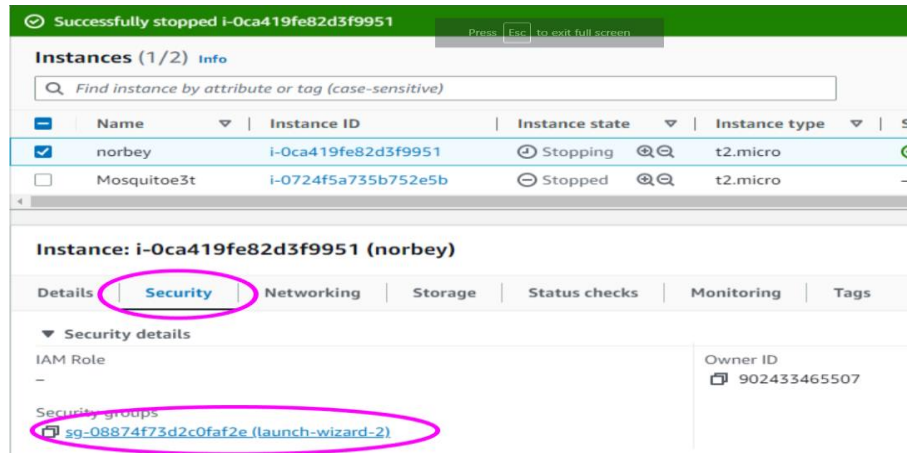 Successfully stopped i-0ca419fe82d3f9951
Press Esc to exit full screen
Instances (1/2) Info
Find instance by attribute or tag (case-sensitive)
Name Instance ID Instance state Instance type
norbey i-0ca419fe82d3f9951 Stopping t2.micro
Mosquitoe3t i-0724f5a735b752e5b Stopped t2.micro –
Instance: i-0ca419fe82d3f9951 (norbey)
Details Security Networking Storage Status checks Monitoring Tags
Security details
IAM Role Owner ID
– 902433465507
Security groups
sg-08874f73d2c0faf2e (launch-wizard-2)